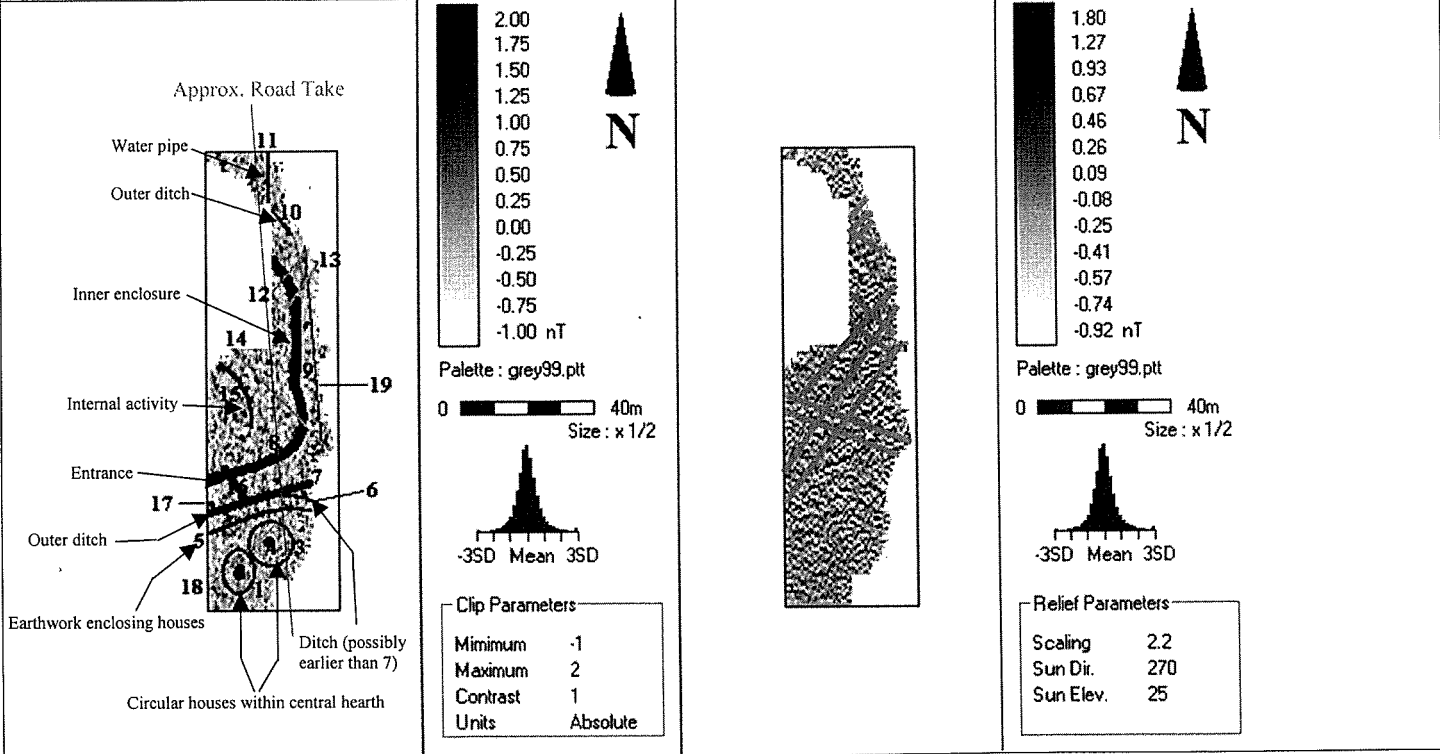 Approx. Road Take
11
Water pipe
Outer ditch
10
13
Inner enclosure
12
14
9
19
15
Internal activity
8
Entrance
7
6
17
Outer ditch
5
3
18
1
Earthwork enclosing houses
Ditch (possibly
earlier than 7)
Circular houses within central hearth
2.00
1.75
1.50
1.25
1.00
0.75
0.50
0.25
0.00
-0.25
-0.50
-0.75
-1.00 nT
N
Palette : grey99.ptt
0 40m
Size : x 1/2
-3SD Mean 3SD
Clip Parameters
Mimimum -1
Maximum 2
Contrast 1
Units Absolute
1.80
1.27
0.93
0.67
0.46
0.26
0.09
-0.08
-0.25
-0.41
-0.57
-0.74
-0.92 nT
N
Palette : grey99.ptt
0 40m
Size : x 1/2
-3SD Mean 3SD
Relief Parameters
Scaling 2.2
Sun Dir. 270
Sun Elev. 25